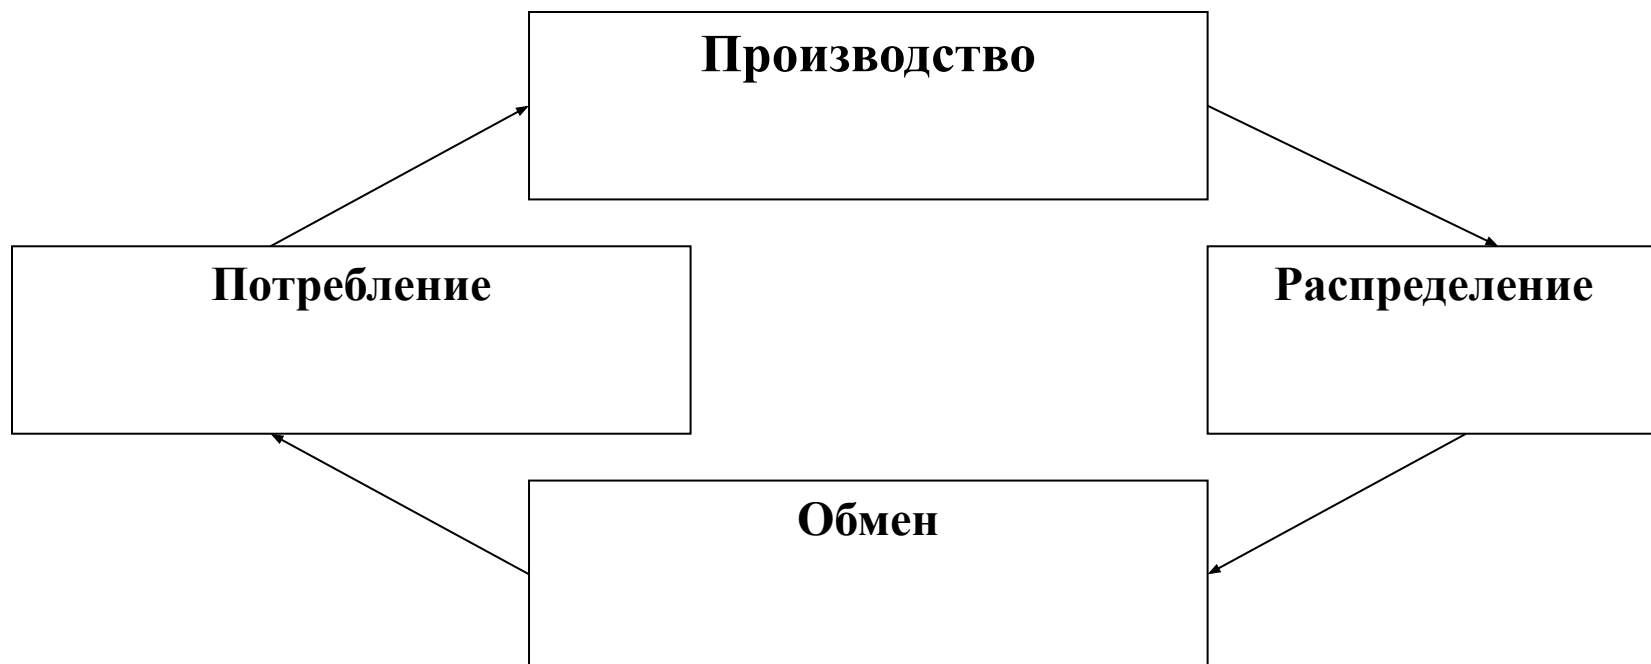 Производство
Потребление
Распределение
Обмен